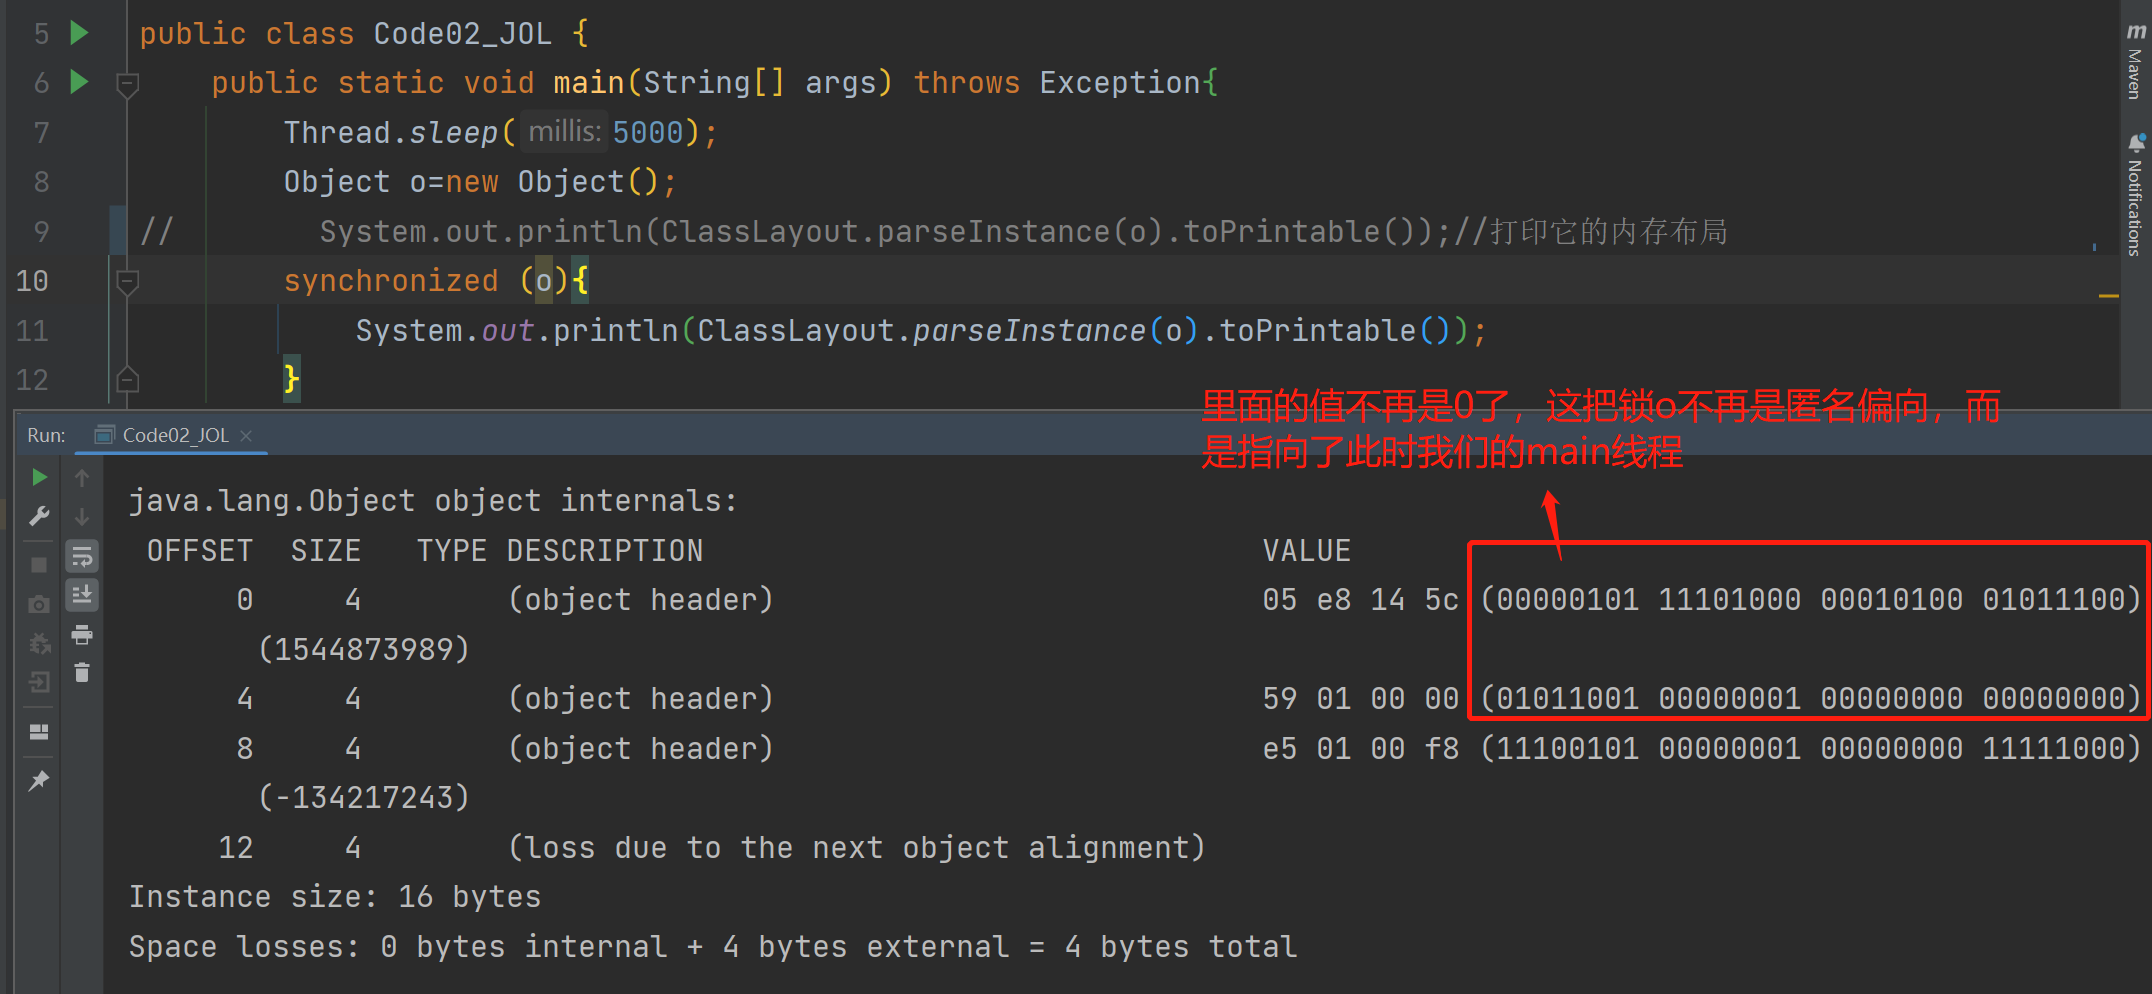 5 public class Code02_JOL {
6 public static void main(String[] args) throws Exception{
7 Thread.sleep( millis: 5000);
8 Object o=new Object();
9 // System.out.println(ClassLayout.parseInstance(o).toPrintable());//打印它的内存布局
10 synchronized (o){
11 System.out.println(ClassLayout.parseInstance(o).toPrintable());
12 }
里面的值不再是0了，这把锁o不再是匿名偏向，而
是指向了此时我们的main线程
Run: Code02_JOL
java.lang.Object object internals:
OFFSET SIZE TYPE DESCRIPTION VALUE
0 4 (object header) 05 e8 14 5c (00000101 11101000 00010100 01011100)
(1544873989)
4 4 (object header) 59 01 00 00 (01011001 00000001 00000000 00000000)
8 4 (object header) e5 01 00 f8 (11100101 00000001 00000000 11111000)
(-134217243)
12 4 (loss due to the next object alignment)
Instance size: 16 bytes
Space losses: 0 bytes internal + 4 bytes external = 4 bytes total
m
Maven
Notifications